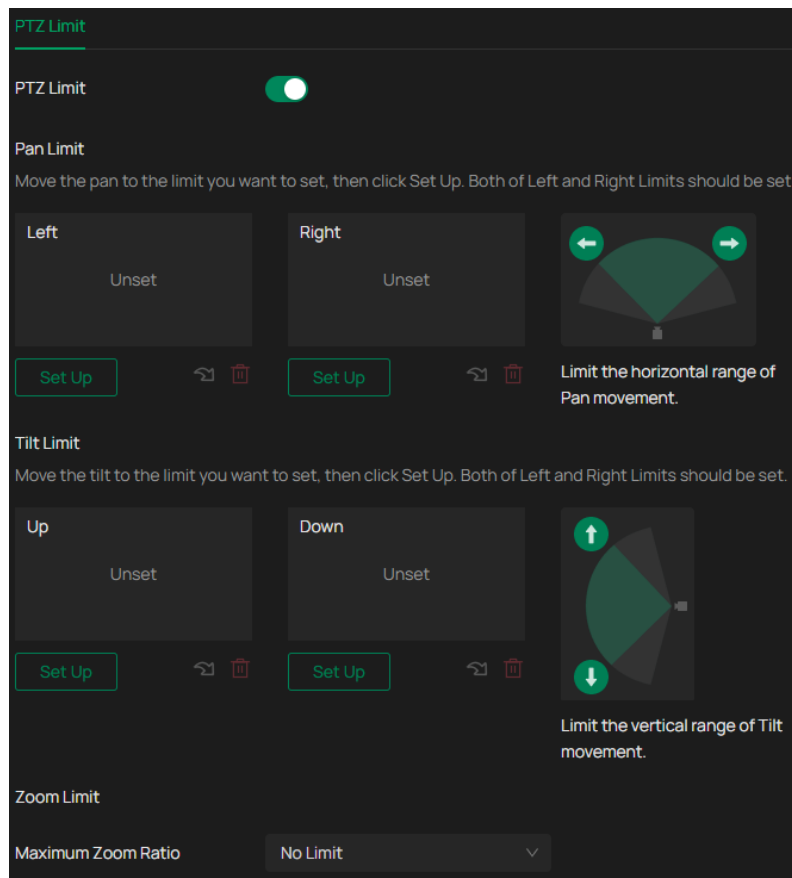 PTZ Limit
PTZ Limit
Pan Limit
Move the pan to the limit you want to set, then click Set Up. Both of Left and Right Limits should be set
Left
Right
Unset
Unset
Set Up
Set Up
Limit the horizontal range of
Pan movement.
Tilt Limit
Move the tilt to the limit you want to set, then click Set Up. Both of Left and Right Limits should be set.
Up
Down
Unset
Unset
Set Up
Set Up
Limit the vertical range of Tilt
movement.
Zoom Limit
Maximum Zoom Ratio
No Limit